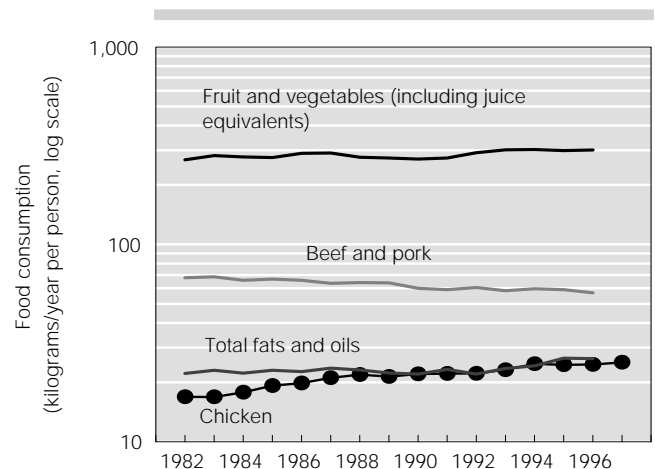 Food consumption
(kilograms/year per person, log scale)
1,000
100
10
Fruit and vegetables (including juice
equivalents)
Beef and pork
Total fats and oils
Chicken
1982 1984 1986 1988 1990 1992 1994 1996